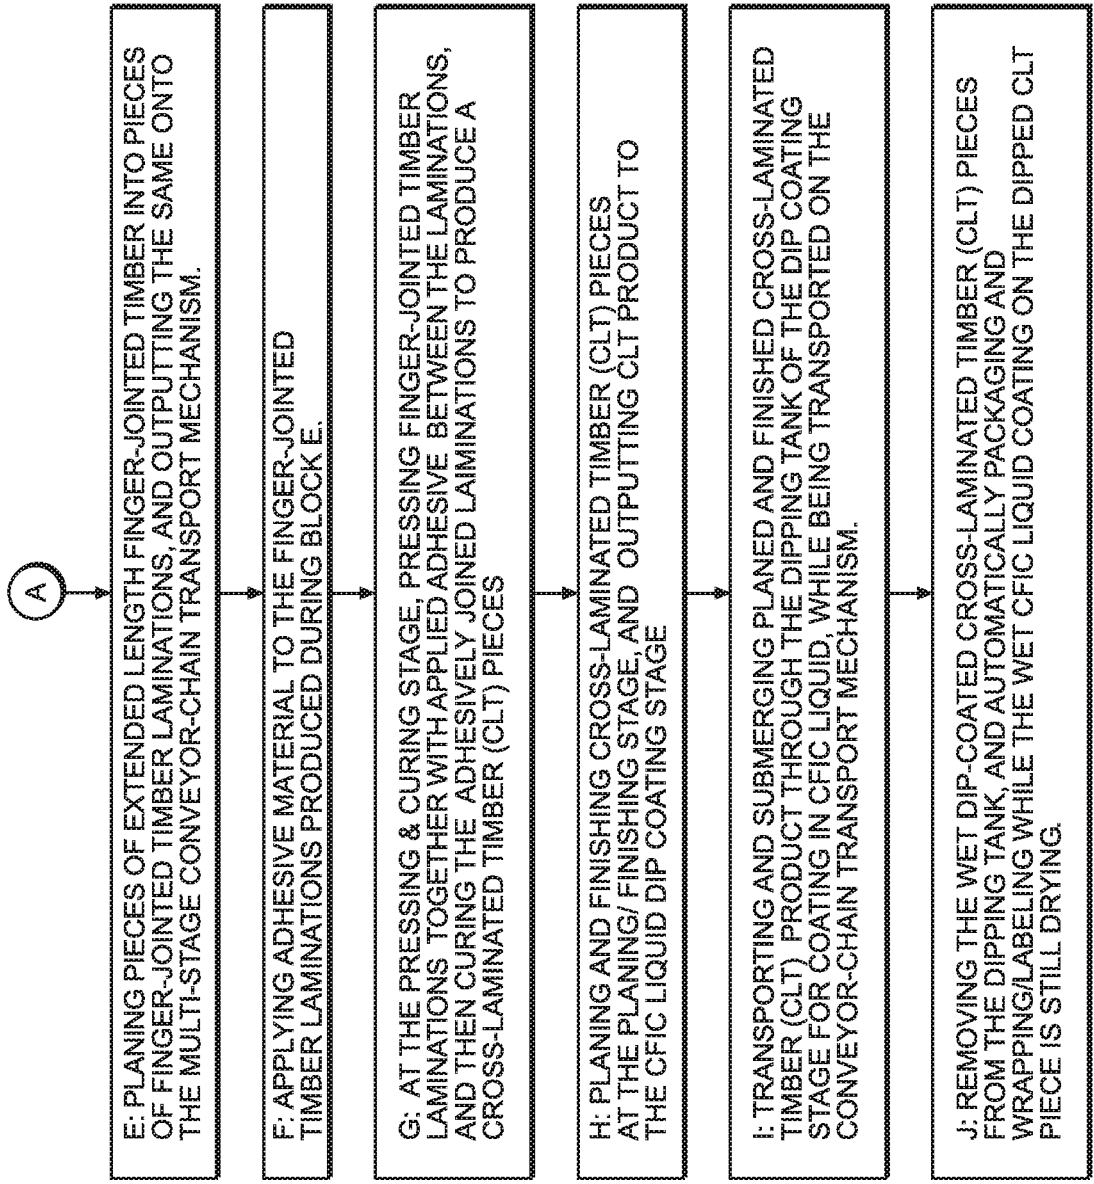 A
E: PLANING PIECES OF EXTENDED LENGTH FINGER-JOINTED TIMBER INTO PIECES
OF FINGER-JOINTED TIMBER LAMINATIONS, AND OUTPUTTING THE SAME ONTO
THE MULTI-STAGE CONVEYOR-CHAIN TRANSPORT MECHANISM.
F: APPLYING ADHESIVE MATERIAL TO THE FINGER-JOINTED
TIMBER LAMINATIONS PRODUCED DURING BLOCK E.
G: AT THE PRESSING & CURING STAGE, PRESSING FINGER-JOINTED TIMBER
LAMINATIONS TOGETHER WITH APPLIED ADHESIVE BETWEEN THE LAMINATIONS,
AND THEN CURING THE ADHESIVELY JOINED LAIMINATIONS TO PRODUCE A
CROSS-LAMINATED TIMBER (CLT) PIECES
H: PLANING AND FINISHING CROSS-LAMINATED TIMBER (CLT) PIECES
AT THE PLANING/ FINISHING STAGE, AND OUTPUTTING CLT PRODUCT TO
THE CFIC LIQUID DIP COATING STAGE
I: TRANSPORTING AND SUBMERGING PLANED AND FINISHED CROSS-LAMINATED
TIMBER (CLT) PRODUCT THROUGH THE DIPPING TANK OF THE DIP COATING
STAGE FOR COATING IN CFIC LIQUID, WHILE BEING TRANSPORTED ON THE
CONVEYOR-CHAIN TRANSPORT MECHANISM.
J: REMOVING THE WET DIP-COATED CROSS-LAMINATED TIMBER (CLT) PIECES
FROM THE DIPPING TANK, AND AUTOMATICALLY PACKAGING AND
WRAPPING/LABELING WHILE THE WET CFIC LIQUID COATING ON THE DIPPED CLT
PIECE IS STILL DRYING.